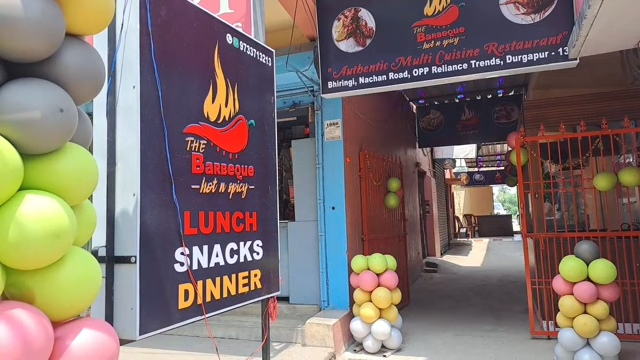 9733713213
THE
BARBEQUE
hot n spicy
LUNCH
SNACKS
DINNER
THE
BARBEQUE
hot n spicy
"Authentic Multi Cuisine Restaurant"
Bhiringi, Nachan Road, OPP Reliance Trends, Durgapur - 13